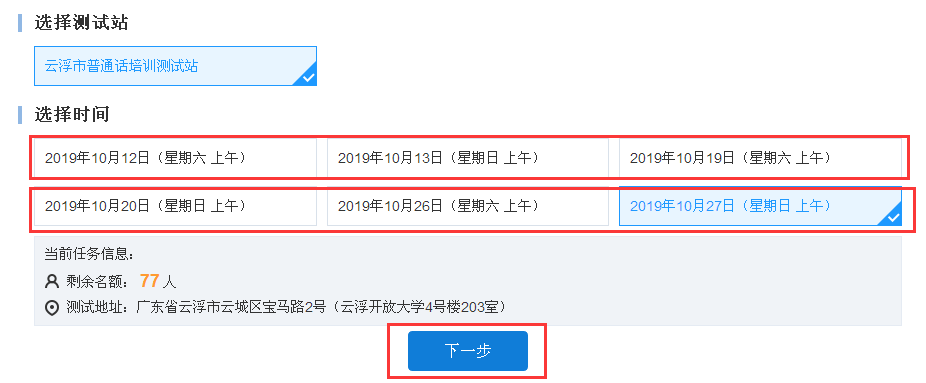 选择测试站
云浮市普通话培训测试站
选择时间
2019年10月12日（星期六 上午） 2019年10月13日（星期日 上午） 2019年10月19日（星期六 上午）
2019年10月20日（星期日 上午） 2019年10月26日（星期六 上午） 2019年10月27日（星期日 上午）
当前任务信息：
剩余名额： 77 人
测试地址：广东省云浮市云城区宝马路2号（云浮开放大学4号楼203室）
下一步